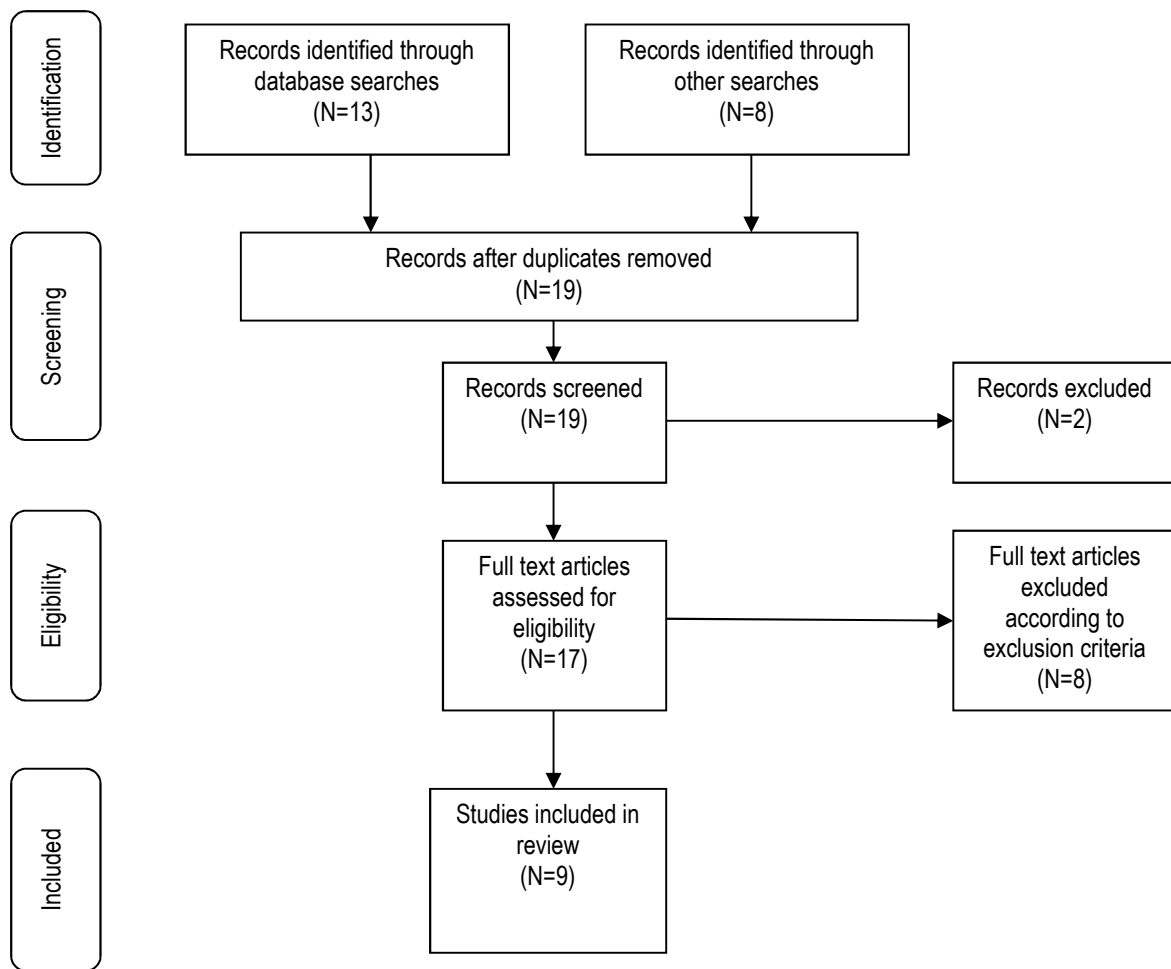 Identification
Records identified through
database searches
(N=13)
Records identified through
other searches
(N=8)
Screening
Records after duplicates removed
(N=19)
Records screened
(N=19)
Records excluded
(N=2)
Eligibility
Full text articles
assessed for
eligibility
(N=17)
Full text articles
excluded
according to
exclusion criteria
(N=8)
Included
Studies included in
review
(N=9)